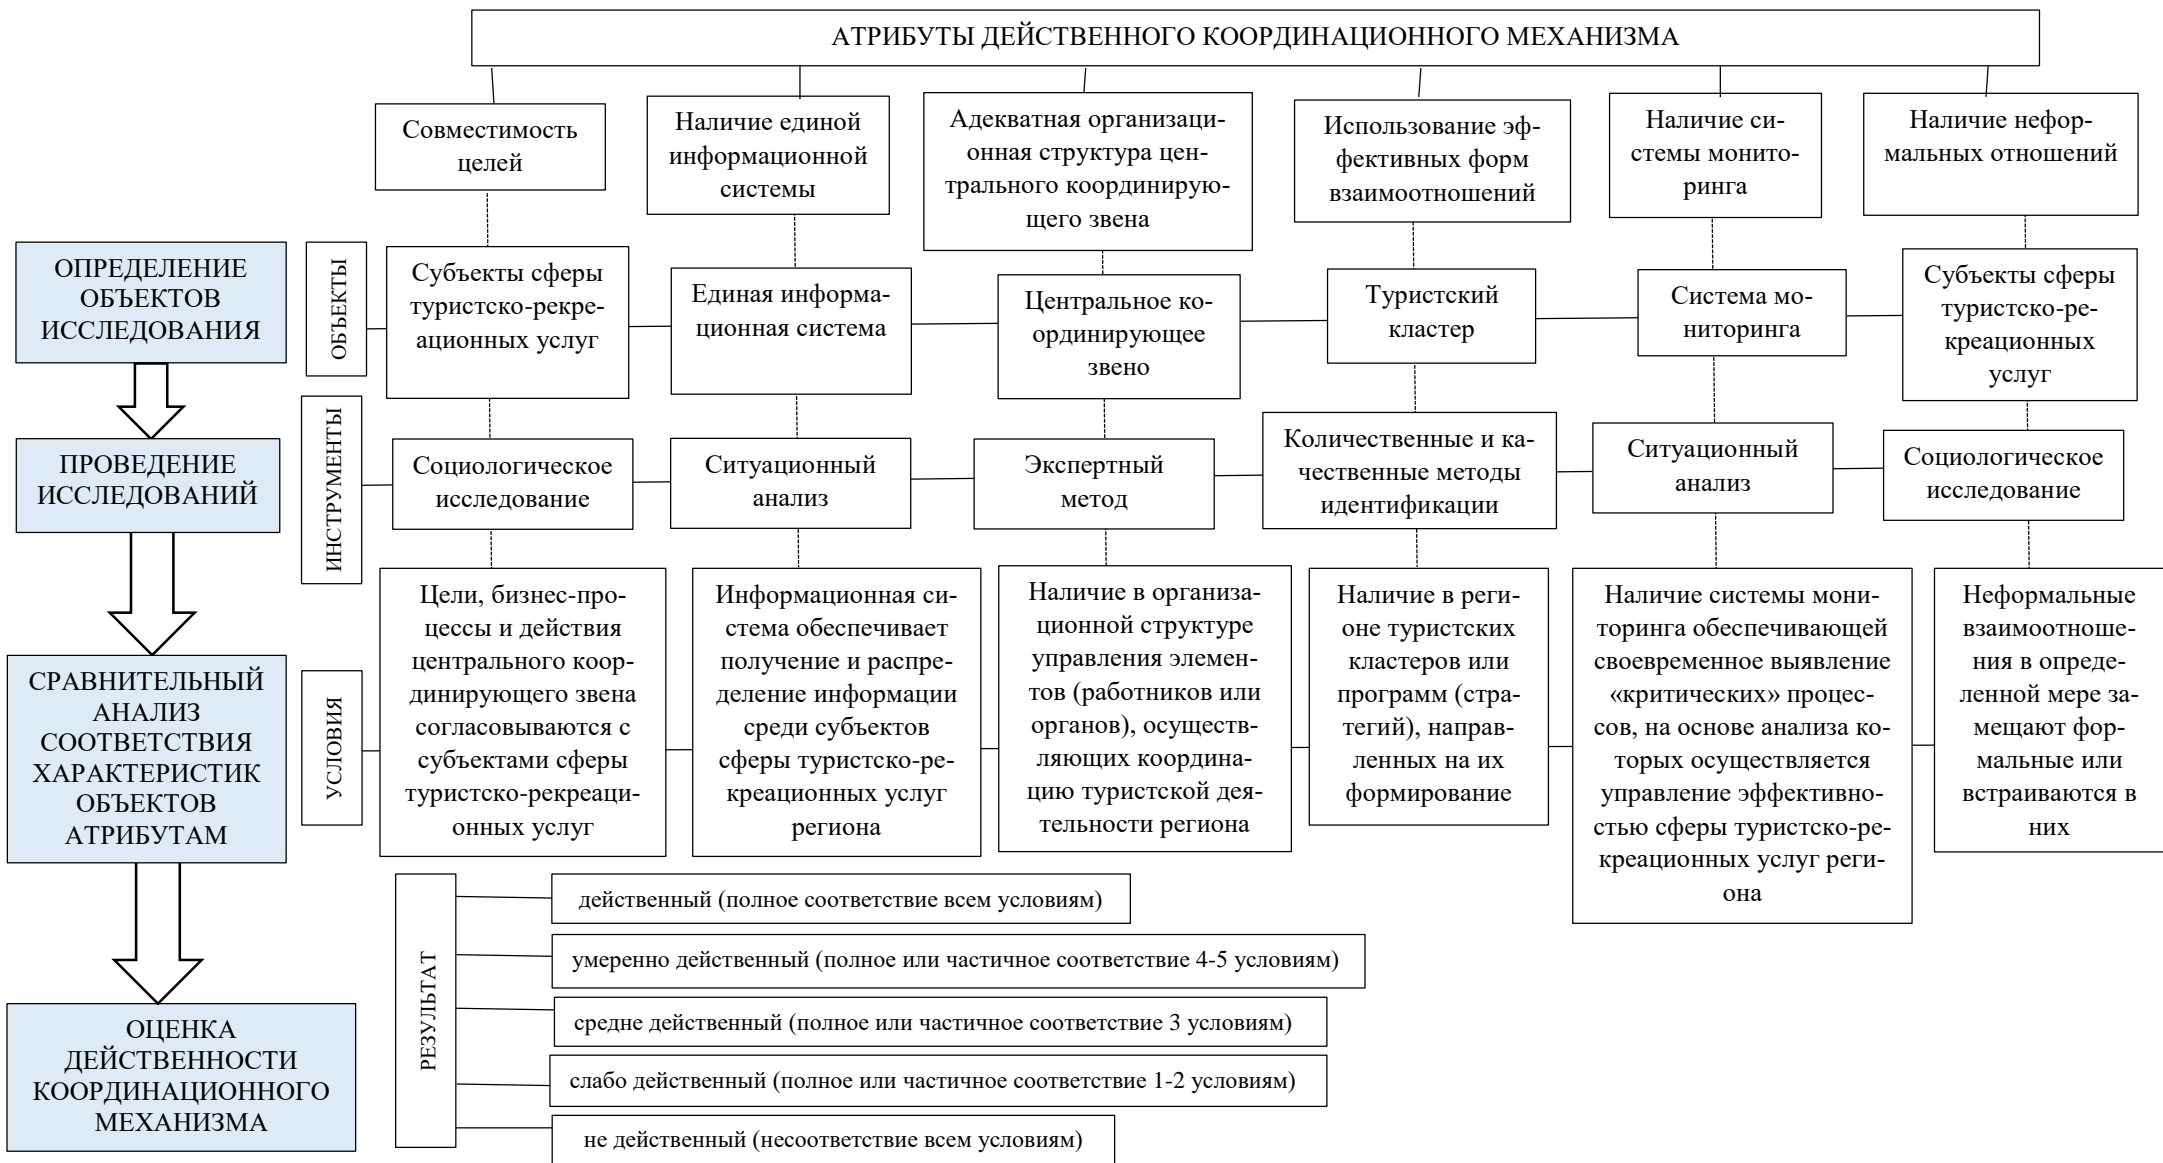 АТРИБУТЫ ДЕЙСТВЕННОГО КООРДИНАЦИОННОГО МЕХАНИЗМА
Совместимость
целей
Наличие единой
информационной
системы
Адекватная организаци-
онная структура цен-
трального координирую-
щего звена
Использование эф-
фективных форм
взаимоотношений
Наличие си-
стемы монито-
ринга
Наличие нефор-
мальных отношений
ОПРЕДЕЛЕНИЕ
ОБЪЕКТОВ
ИССЛЕДОВАНИЯ
ОБЪЕКТЫ
Субъекты сферы
туристско-рекре-
ационных услуг
Единая информа-
ционная система
Центральное ко-
ординирующее
звено
Туристский
кластер
Система мо-
ниторинга
Субъекты сферы
туристско-ре-
креационных
услуг
ПРОВЕДЕНИЕ
ИССЛЕДОВАНИЙ
ИНСТРУМЕНТЫ
Социологическое
исследование
Ситуационный
анализ
Экспертный
метод
Количественные и ка-
чественные методы
идентификации
Ситуационный
анализ
Социологическое
исследование
СРАВНИТЕЛЬНЫЙ
АНАЛИЗ
СООТВЕТСТВИЯ
ХАРАКТЕРИСТИК
ОБЪЕКТОВ
АТРИБУТАМ
УСЛОВИЯ
Цели, бизнес-про-
цессы и действия
центрального коор-
динирующего звена
согласовываются с
субъектами сферы
туристско-рекреаци-
онных услуг
Информационная си-
стема обеспечивает
получение и распре-
деление информации
среди субъектов
сферы туристско-ре-
креационных услуг
региона
Наличие в организа-
ционной структуре
управления элемен-
тов (работников или
органов), осуществ-
ляющих координа-
цию туристской дея-
тельности региона
Наличие в реги-
оне туристских
кластеров или
программ (стра-
тегий), направ-
ленных на их
формирование
Наличие системы мони-
торинга обеспечивающей
своевременное выявление
«критических» процес-
сов, на основе анализа ко-
торых осуществляется
управление эффективно-
стью сферы туристско-ре-
креационных услуг реги-
она
Неформальные
взаимоотноше-
ния в опреде-
ленной мере за-
мещают фор-
мальные или
встраиваются в
них
ОЦЕНКА
ДЕЙСТВЕННОСТИ
КООРДИНАЦИОННОГО
МЕХАНИЗМА
РЕЗУЛЬТАТ
действенный (полное соответствие всем условиям)
умеренно действенный (полное или частичное соответствие 4-5 условиям)
средне действенный (полное или частичное соответствие 3 условиям)
слабо действенный (полное или частичное соответствие 1-2 условиям)
не действенный (несоответствие всем условиям)